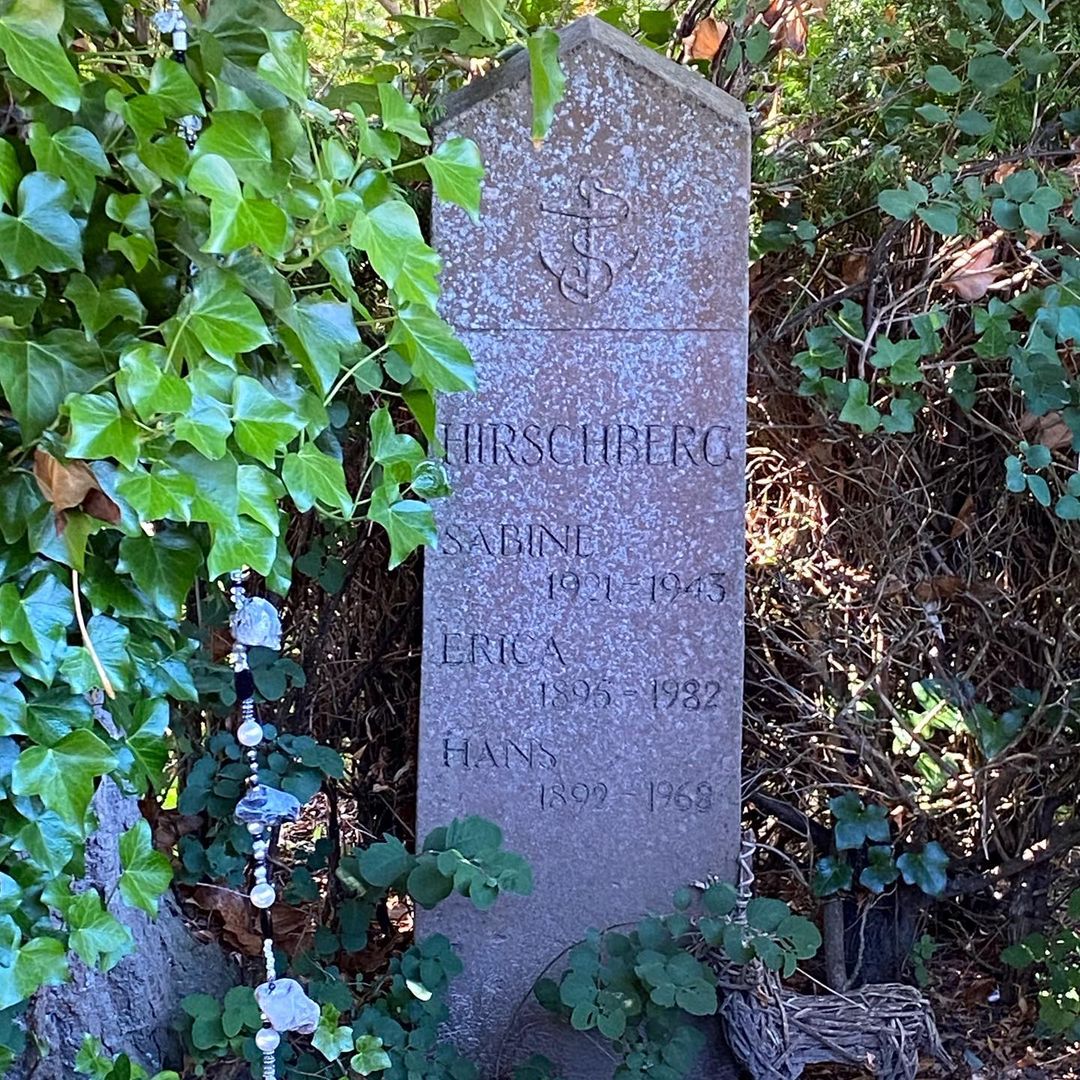 HIRSCHBERG
SABINE
1921 - 1943
ERICA
1895 - 1982
HANS
1892 - 1968